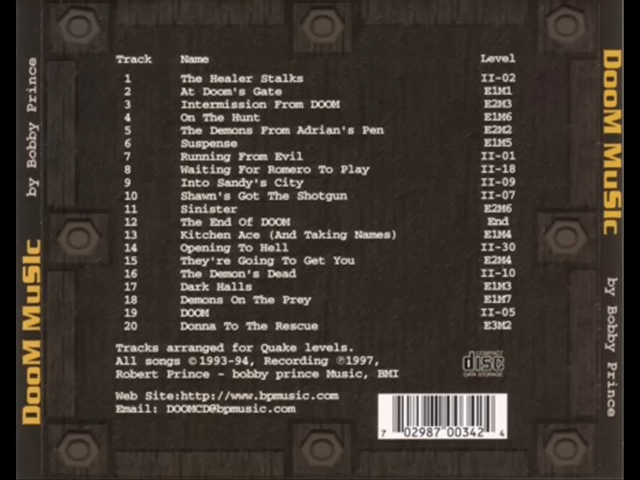 Track Name Level
1 The Healer Stalks II-02
2 At Doom's Gate E1M1
3 Intermission From DOOM E2M3
4 On The Hunt E1M6
5 The Demons From Adrian's Pen E2M2
6 Suspense E1M5
7 Running From Evil II-01
8 Waiting For Romero To Play II-18
9 Into Sandy's City II-09
10 Shawn's Got The Shotgun II-07
11 Sinister E2M6
12 The End Of DOOM End
13 Kitchen Ace (And Taking Names) E1M4
14 Opening To Hell II-30
15 They're Going To Get You E2M4
16 The Demon's Dead II-10
17 Dark Halls E1M3
18 Demons On The Prey E1M7
19 DOOM II-05
20 Donna To The Rescue E3M2
Tracks arranged for Quake levels.
All songs ©1993-94, Recording ℗1997,
Robert Prince - bobby prince Music, BMI
Web Site:http://www.bpmusic.com
Email: DOOMCD@bpmusic.com
COMPACT
disc
DATA STORAGE
7 02987 00342 4
DooM MuSIc by Bobby Prince
DooM MuSIc by Bobby Prince